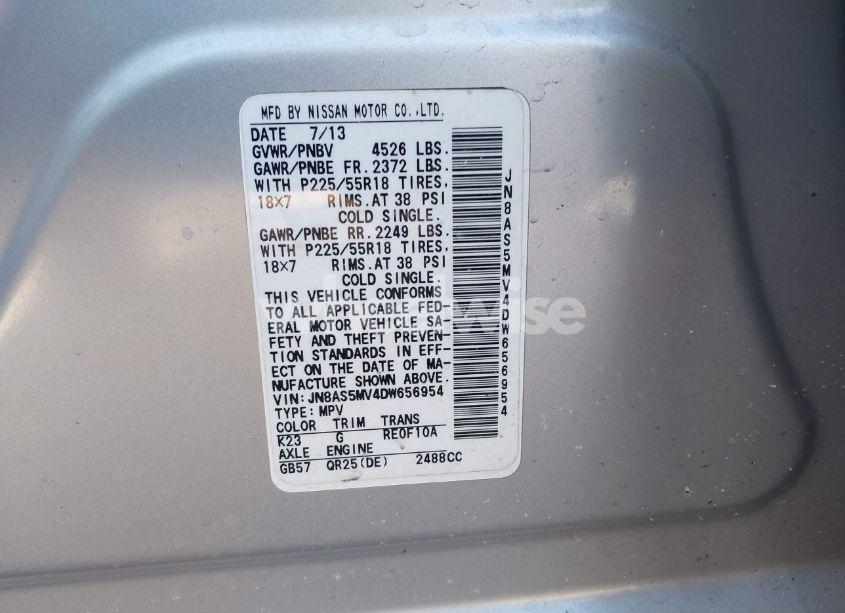 MFD BY NISSAN MOTOR CO.,LTD.
DATE 7/13
GVWR/PNBV 4526 LBS.
GAWR/PNBE FR.2372 LBS.
WITH P225/55R18 TIRES,
18×7 RIMS.AT 38 PSI
COLD SINGLE.
GAWR/PNBE RR.2249 LBS.
WITH P225/55R18 TIRES,
18×7 RIMS.AT 38 PSI
COLD SINGLE.
THIS VEHICLE CONFORMS
TO ALL APPLICABLE FED-
ERAL MOTOR VEHICLE SA-
FETY AND THEFT PREVEN-
TION STANDARDS IN EFF-
ECT ON THE DATE OF MA-
NUFACTURE SHOWN ABOVE.
VIN:JN8AS5MV4DW656954
TYPE:MPV
COLOR TRIM TRANS
K23 G RE0F10A
AXLE ENGINE
GB57 QR25(DE) 2488CC
JN8AS5MV4DW656954